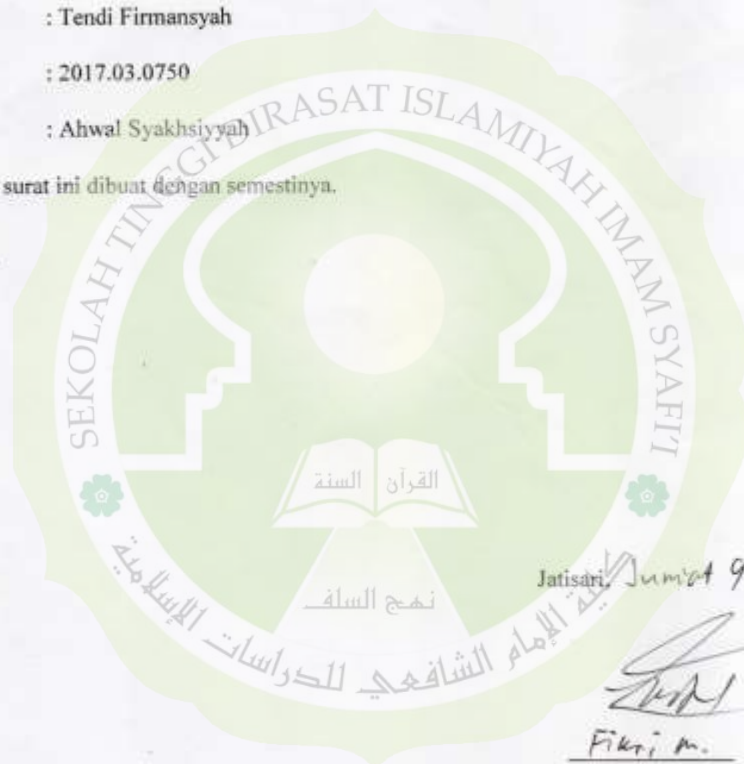 : Tendi Firmansyah
: 2017.03.0750
: Ahwal Syakhsiyyah
surat ini dibuat dengan semestinya.
SEKOLAH TINGGI DIRASAT ISLAMIYAH IMAM SYAFI'I
القرآن السنة
نهج السلف
كلية الإمام الشافعي للدراسات الإسلامية
Jatisari, Jum'at 9
Fikri M.